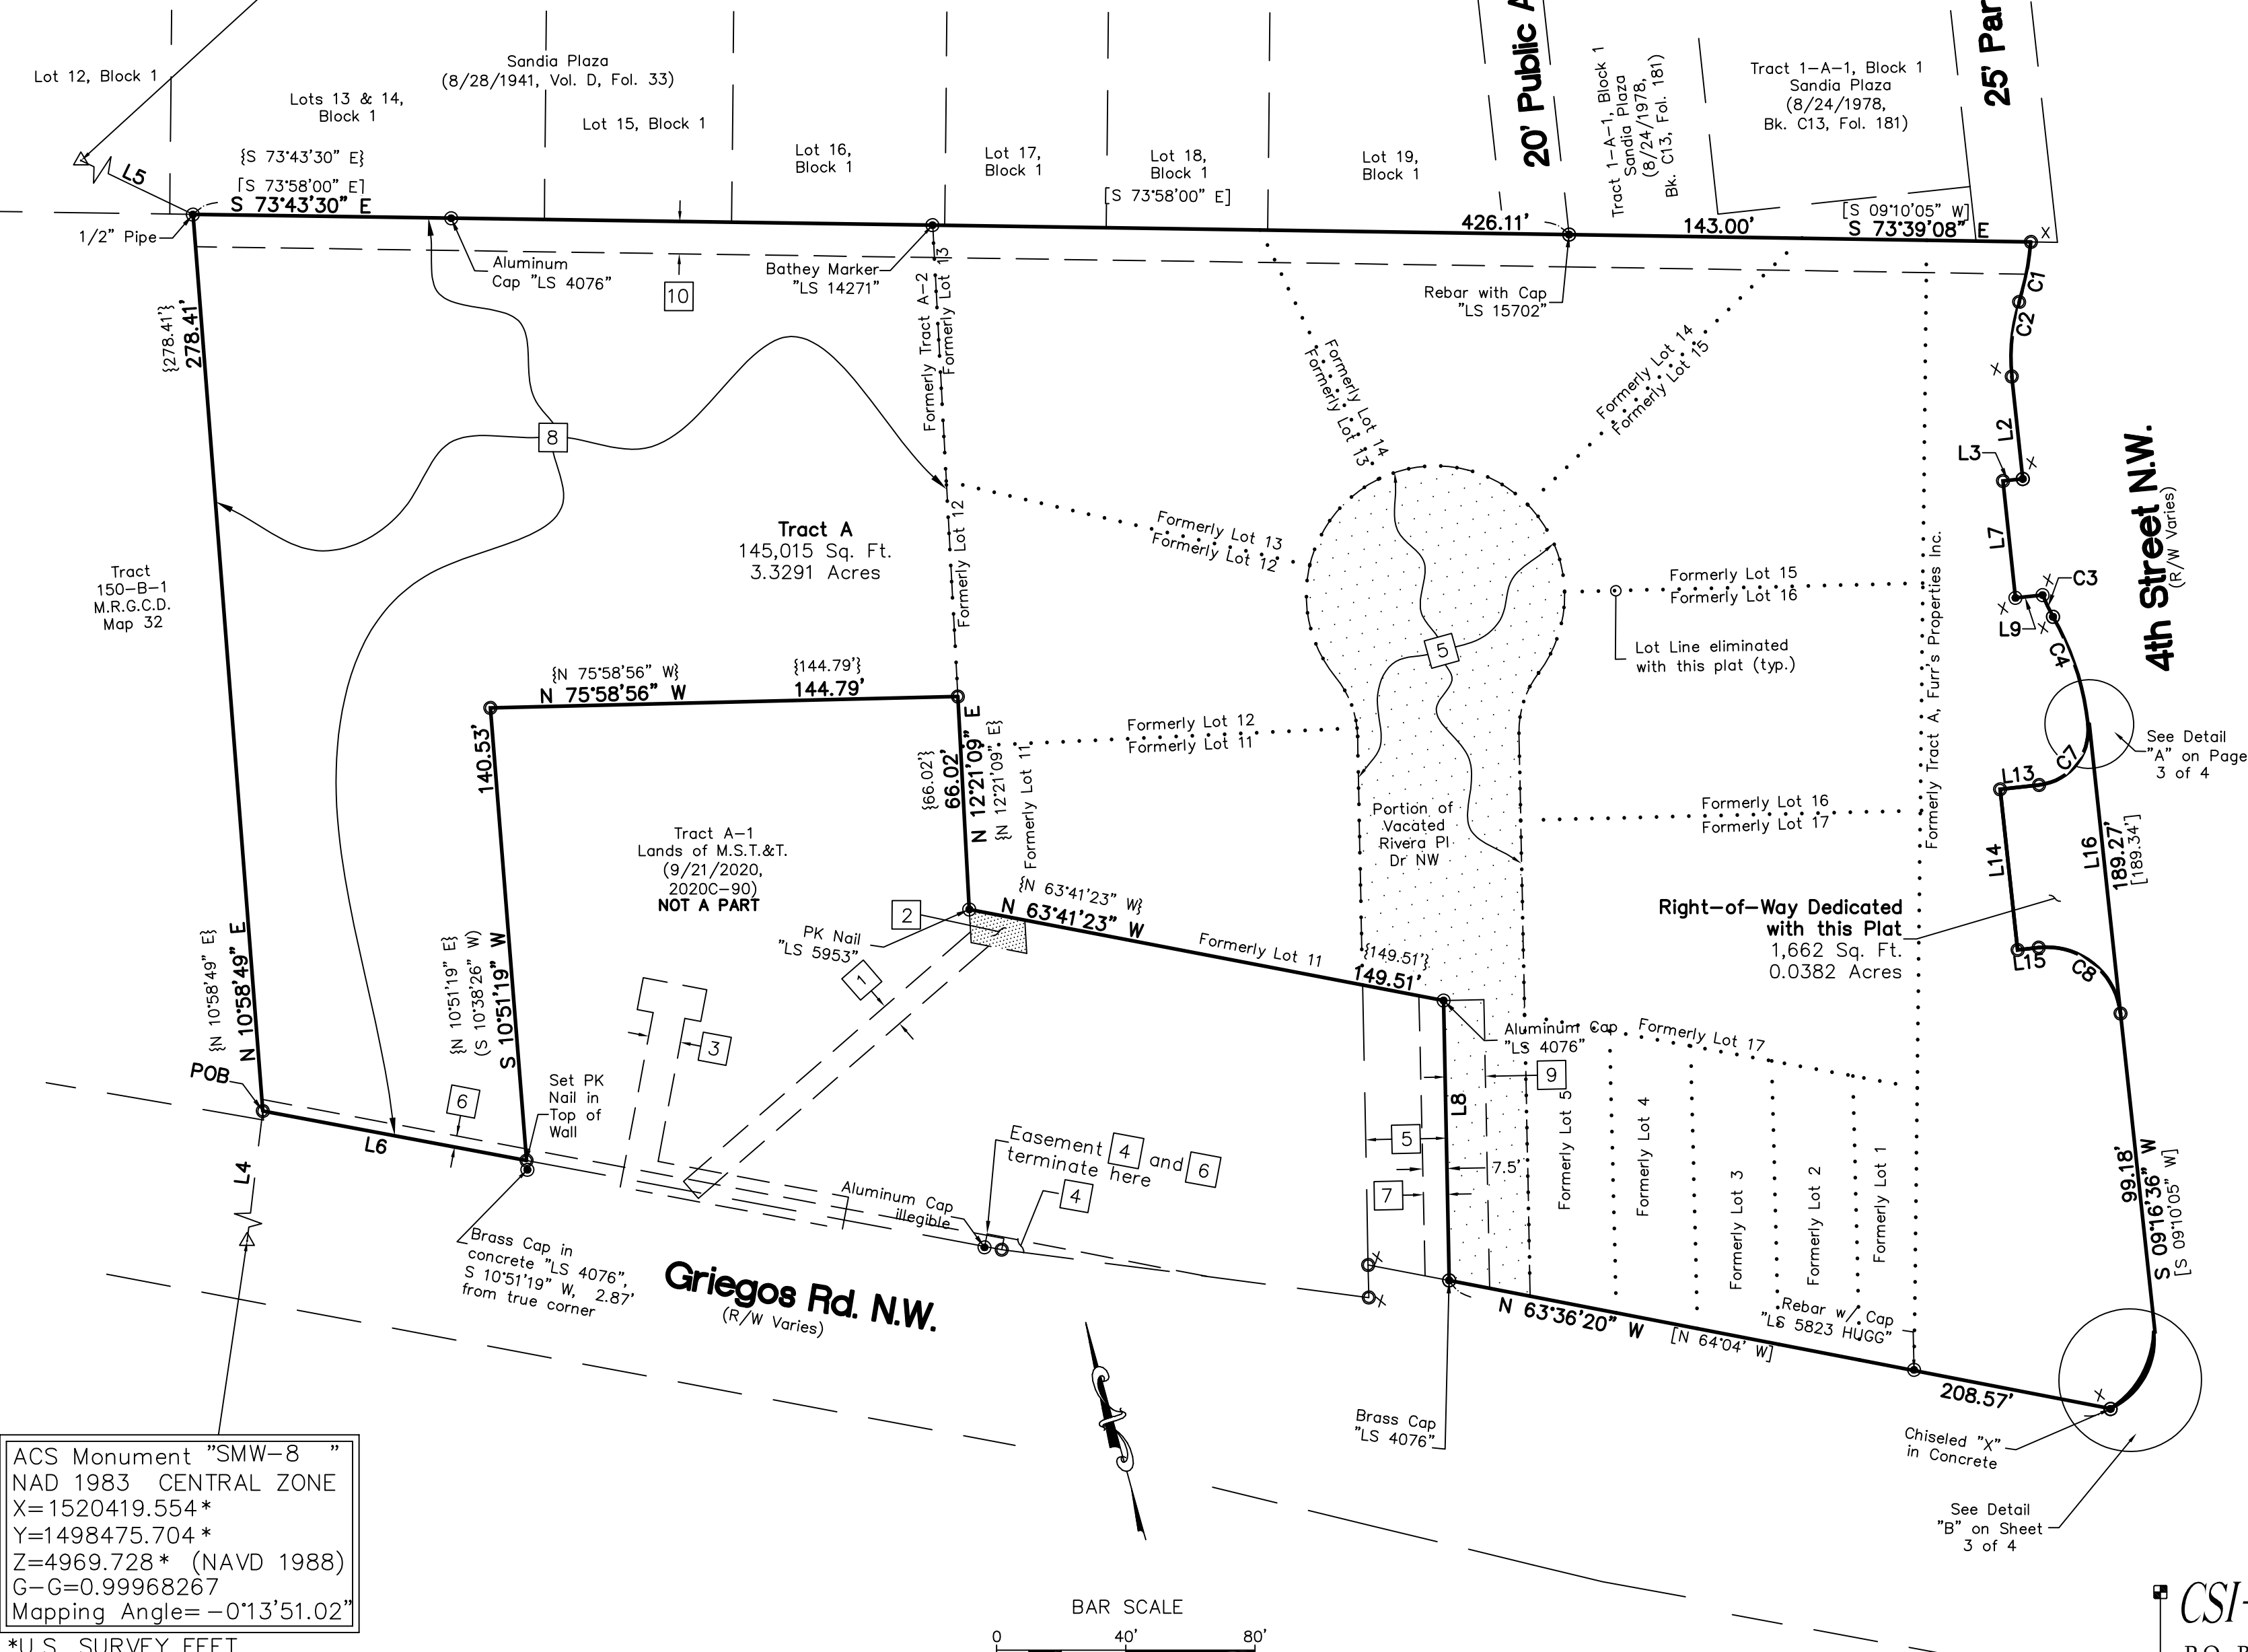 Lot 12, Block 1
Lots 13 & 14,
Block 1
Sandia Plaza
(8/28/1941, Vol. D, Fol. 33)
Lot 15, Block 1
Lot 16,
Block 1
Lot 17,
Block 1
Lot 18,
Block 1
[S 73°58'00" E]
Lot 19,
Block 1
20' Public
Tract 1-A-1, Block 1
Sandia Plaza
(8/24/1978,
Bk. C13, Fol. 181)
Tract 1-A-1, Block 1
Sandia Plaza
(8/24/1978,
Bk. C13, Fol. 181)
25' Par
L5
{S 73°43'30" E}
[S 73°58'00" E]
S 73°43'30" E
426.11'
143.00'
[S 09°10'05" W]
S 73°39'08" E
X
1/2" Pipe
Aluminum
Cap "LS 4076"
10
Bathey Marker
"LS 14271"
Rebar with Cap
"LS 15702"
{278.41'}
278.41'
Formerly Tract A-2
Formerly Lot 13
Formerly Lot 14
Formerly Lot 13
Formerly Lot 14
Formerly Lot 15
C1
C2
X
L2
X
L3
L7
4th Street N.W.
(R/W Varies)
8
Tract A
145,015 Sq. Ft.
3.3291 Acres
Formerly Lot 12
Formerly Lot 13
Formerly Lot 12
Tract
150-B-1
M.R.G.C.D.
Map 32
Formerly Lot 15
Formerly Lot 16
Lot Line eliminated
with this plat (typ.)
5
Formerly Tract A, Furr's Properties Inc.
X
C3
X
L9
X
C4
{N 75°58'56" W}
{144.79'}
N 75°58'56" W
144.79'
140.53'
{66.02'}
66.02'
N 12°21'09" E
{N 12°21'09" E}
Formerly Lot 11
Formerly Lot 12
Formerly Lot 11
See Detail
"A" on Page
3 of 4
C7
L13
Portion of
Vacated
Rivera Pl
Dr NW
Formerly Lot 16
Formerly Lot 17
L14
L16
189.27'
[189.34']
Tract A-1
Lands of M.S.T.&T.
(9/21/2020,
2020C-90)
NOT A PART
2
PK Nail
"LS 5953"
{N 63°41'23" W}
N 63°41'23" W
Formerly Lot 11
{149.51'}
149.51'
Right-of-Way Dedicated
with this Plat
1,662 Sq. Ft.
0.0382 Acres
L15
C8
{N 10°58'49" E}
N 10°58'49" E
{N 10°51'19" E}
(S 10°38'26" W)
S 10°51'19" W
1
3
Aluminum Cap
"LS 4076"
Formerly Lot 17
9
POB
6
Set PK
Nail in
Top of
Wall
L6
L4
L8
5
7.5'
7
Formerly Lot 5
Formerly Lot 4
Formerly Lot 3
Formerly Lot 2
Formerly Lot 1
Easement 4 and 6
terminate here
4
Aluminum Cap
illegible
99.18'
S 09°16'36" W
[S 09°10'05" W]
Brass Cap in
concrete "LS 4076",
S 10°51'19" W, 2.87'
from true corner
Griegos Rd. N.W.
(R/W Varies)
X
X
N 63°36'20" W
[N 64°04' W]
Rebar w/ Cap
"LS 5823 HUGG"
208.57'
X
Brass Cap
"LS 4076"
Chiseled "X"
in Concrete
See Detail
"B" on Sheet
3 of 4
ACS Monument "SMW-8 "
NAD 1983 CENTRAL ZONE
X=1520419.554*
Y=1498475.704*
Z=4969.728* (NAVD 1988)
G-G=0.99968267
Mapping Angle= -0°13'51.02"
*U.S. SURVEY FEET
BAR SCALE
0 40' 80'
CSI-